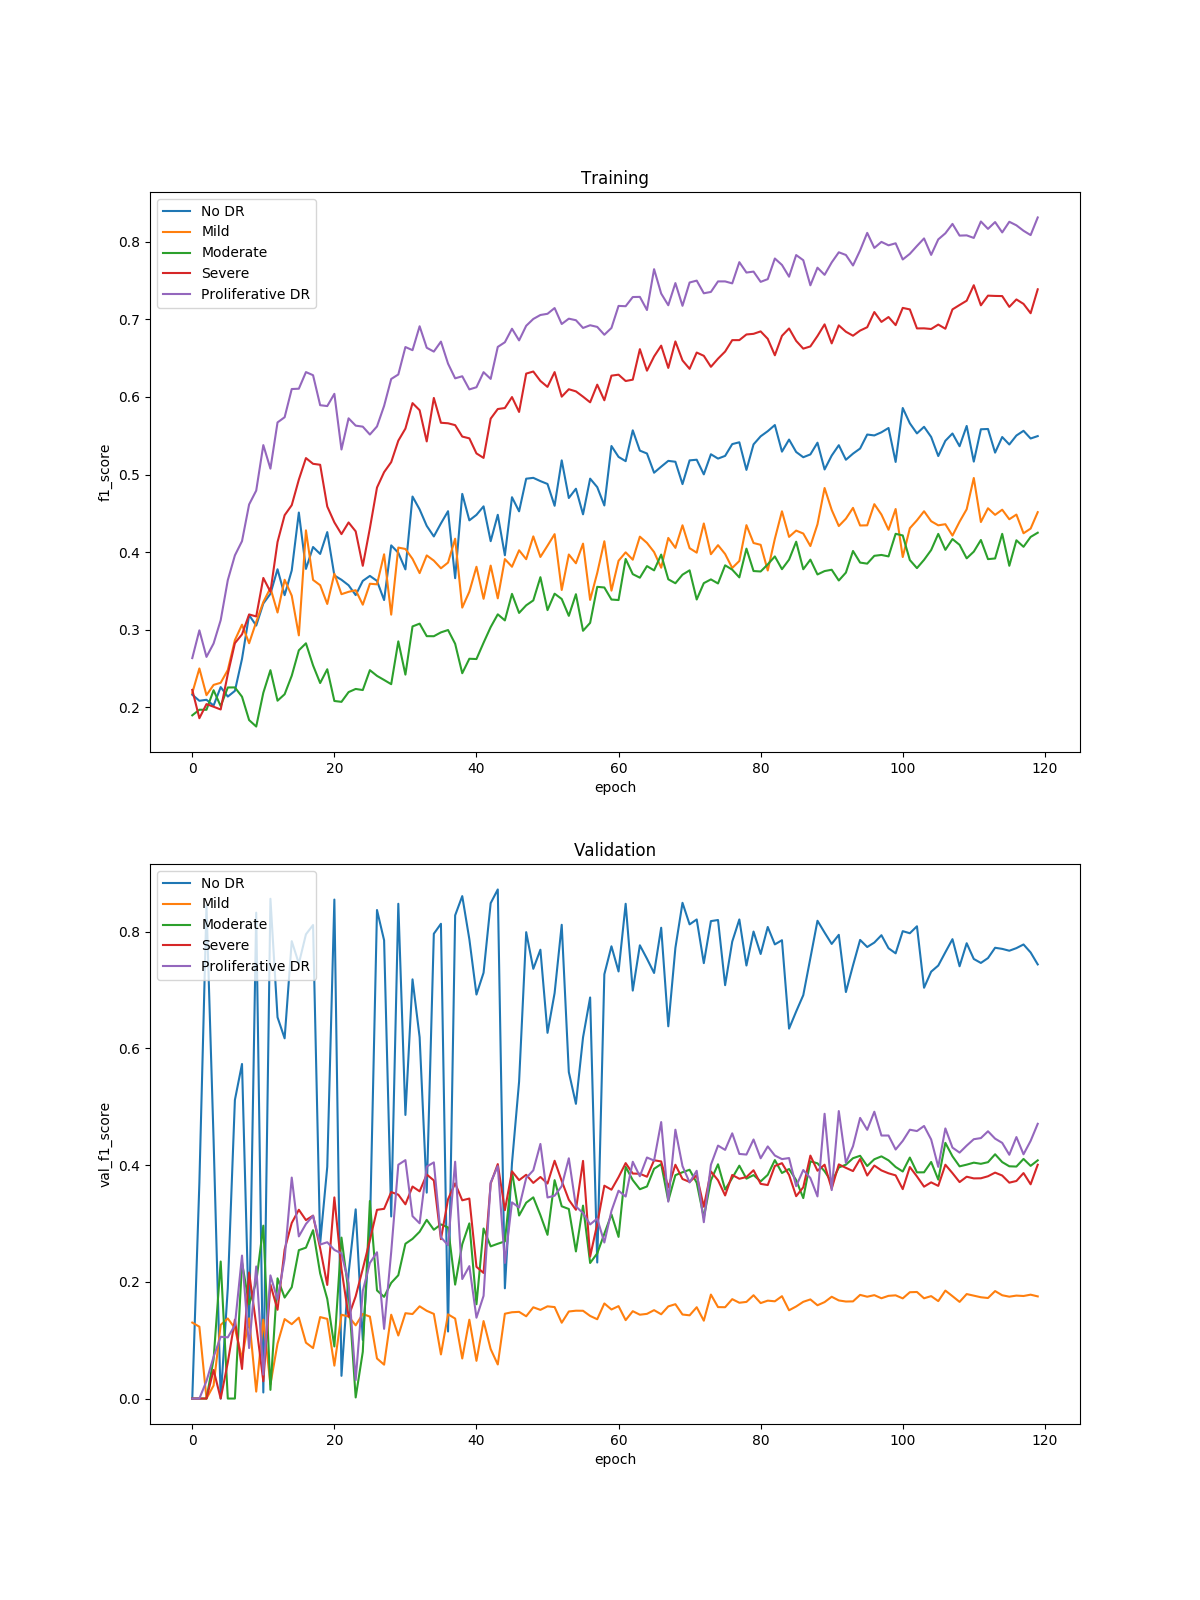 Training
No DR
Mild
Moderate
Severe
Proliferative DR
0.8
0.7
0.6
0.5
0.4
0.3
0.2
f1_score
0 20 40 60 80 100 120
epoch
Validation
No DR
Mild
Moderate
Severe
Proliferative DR
0.8
0.6
0.4
0.2
0.0
val_f1_score
0 20 40 60 80 100 120
epoch